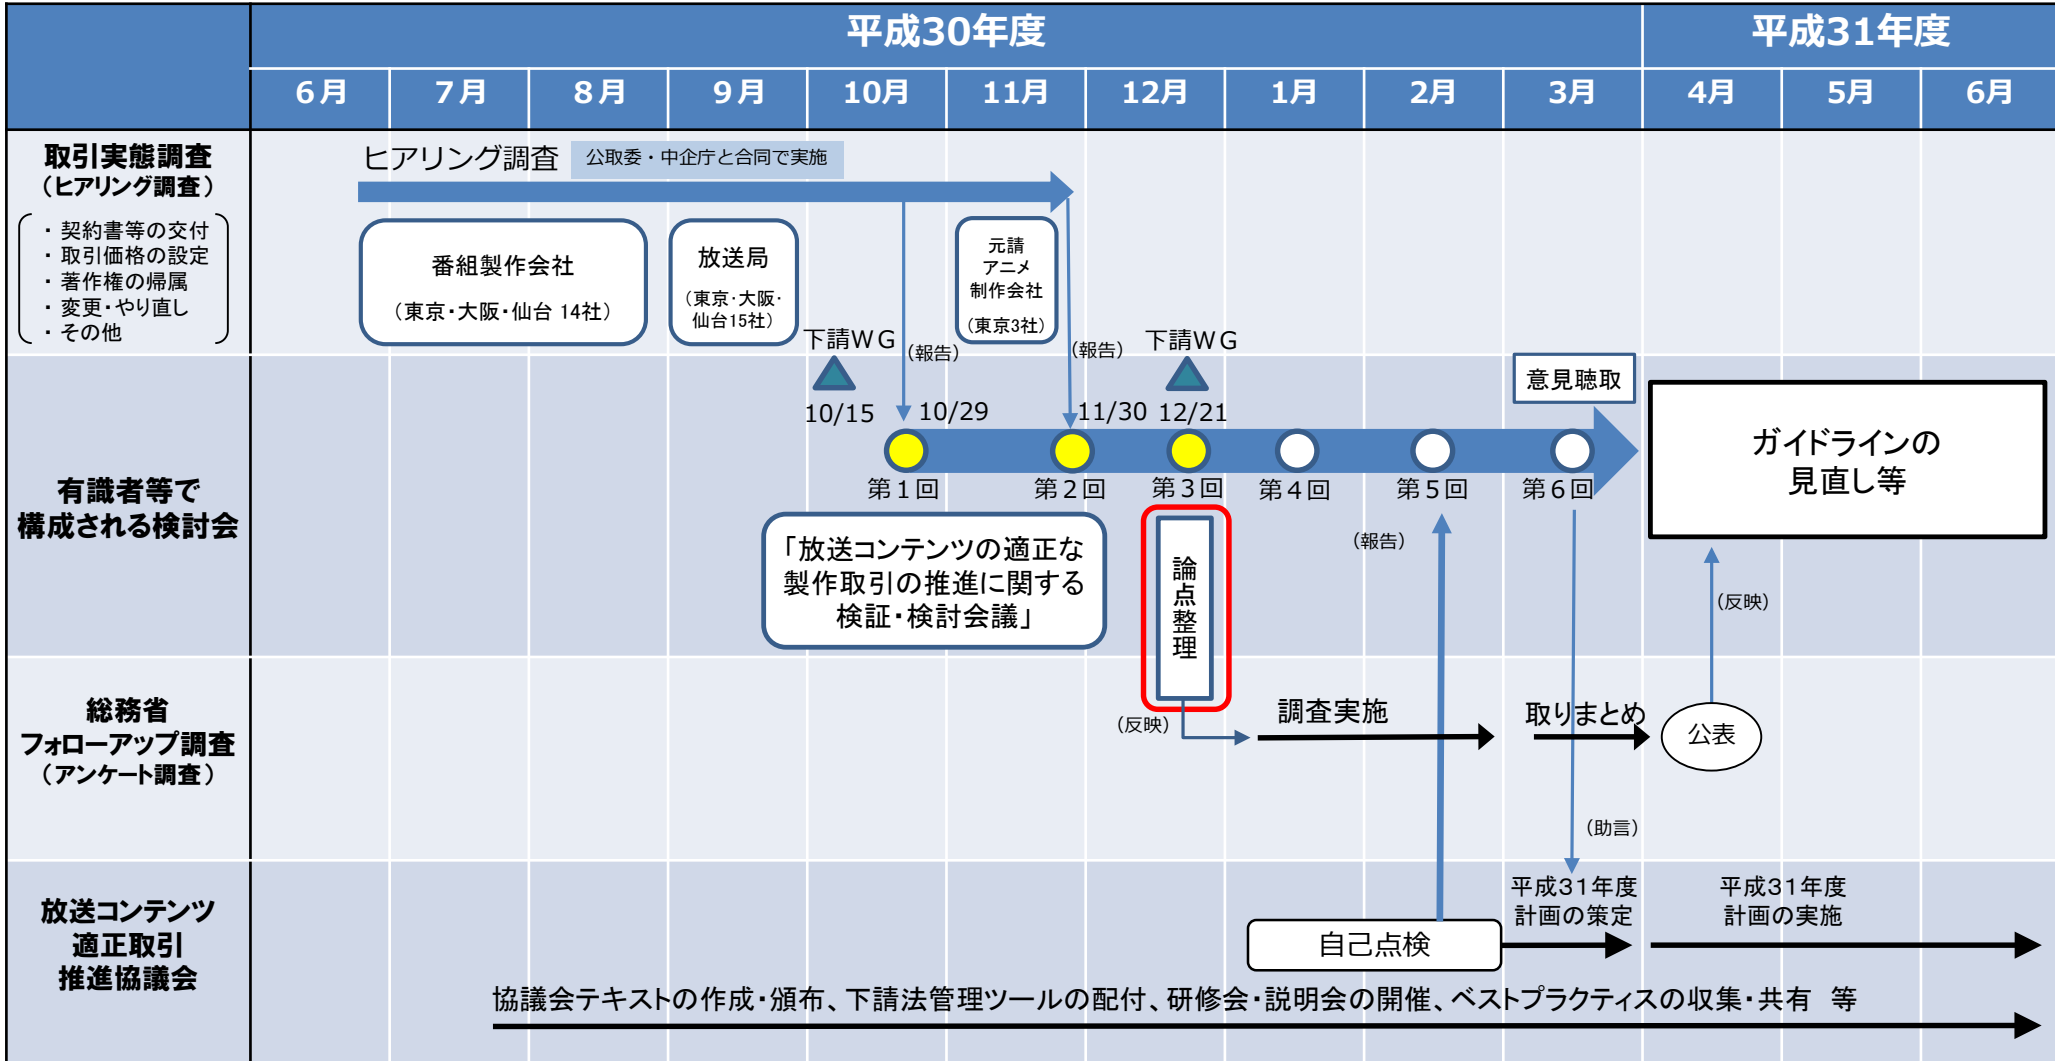 平成30年度
平成31年度
6月
7月
8月
9月
10月
11月
12月
1月
2月
3月
4月
5月
6月
取引実態調査
（ヒアリング調査）
・ 契約書等の交付
・ 取引価格の設定
・ 著作権の帰属
・ 変更・やり直し
・ その他
ヒアリング調査
公取委・中企庁と合同で実施
番組製作会社
（東京・大阪・仙台 14社）
放送局
（東京・大阪・
仙台15社）
元請
アニメ
制作会社
（東京3社）
下請ＷＧ
（報告）
（報告）
下請ＷＧ
有識者等で
構成される検討会
10/15
10/29
11/30
12/21
意見聴取
第１回
第２回
第３回
第４回
第５回
第６回
ガイドラインの
見直し等
「放送コンテンツの適正な
製作取引の推進に関する
検証・検討会議」
論点整理
（報告）
（反映）
総務省
フォローアップ調査
（アンケート調査）
（反映）
調査実施
取りまとめ
公表
（助言）
放送コンテンツ
適正取引
推進協議会
自己点検
平成31年度
計画の策定
平成31年度
計画の実施
協議会テキストの作成・頒布、下請法管理ツールの配付、研修会・説明会の開催、ベストプラクティスの収集・共有　等